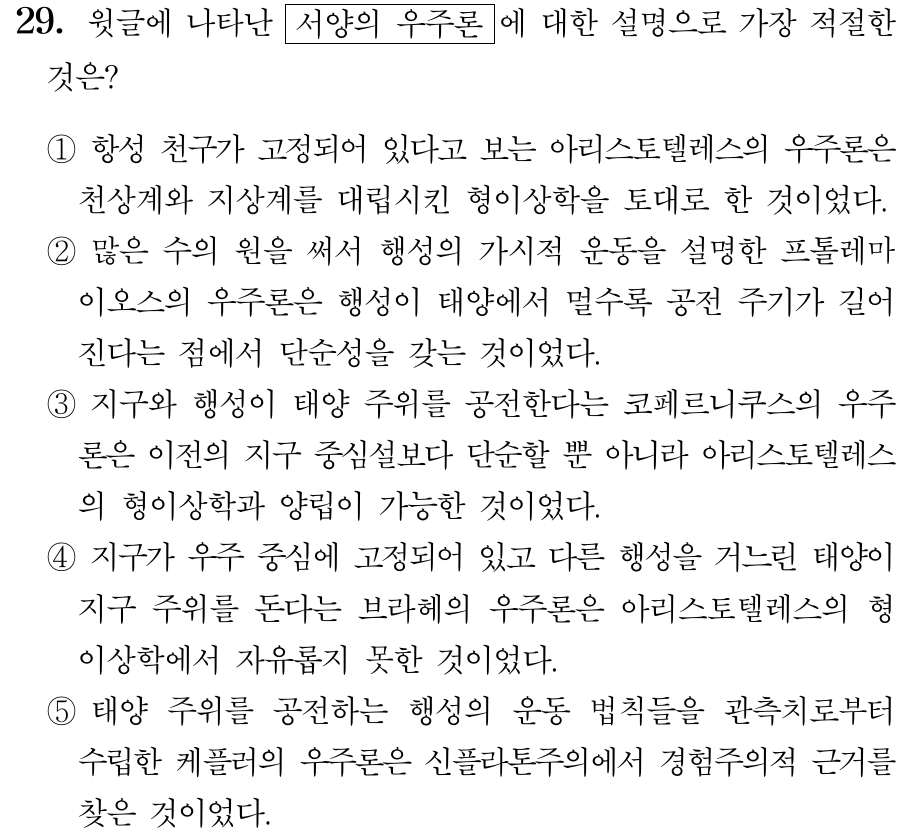 29. 윗글에 나타난 서양의 우주론 에 대한 설명으로 가장 적절한
것은?
① 항성 천구가 고정되어 있다고 보는 아리스토텔레스의 우주론은
천상계와 지상계를 대립시킨 형이상학을 토대로 한 것이었다.
② 많은 수의 원을 써서 행성의 가시적 운동을 설명한 프톨레마
이오스의 우주론은 행성이 태양에서 멀수록 공전 주기가 길어
진다는 점에서 단순성을 갖는 것이었다.
③ 지구와 행성이 태양 주위를 공전한다는 코페르니쿠스의 우주
론은 이전의 지구 중심설보다 단순할 뿐 아니라 아리스토텔레스
의 형이상학과 양립이 가능한 것이었다.
④ 지구가 우주 중심에 고정되어 있고 다른 행성을 거느린 태양이
지구 주위를 돈다는 브라헤의 우주론은 아리스토텔레스의 형
이상학에서 자유롭지 못한 것이었다.
⑤ 태양 주위를 공전하는 행성의 운동 법칙들을 관측치로부터
수립한 케플러의 우주론은 신플라톤주의에서 경험주의적 근거를
찾은 것이었다.